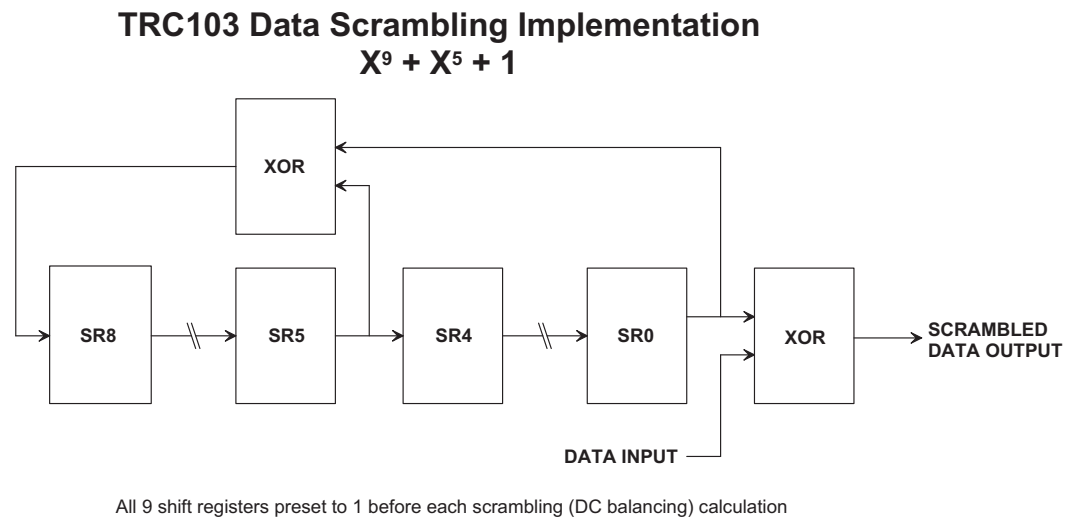 TRC103 Data Scrambling Implementation
X⁹ + X⁵ + 1
XOR
SR8
SR5
SR4
SR0
XOR
SCRAMBLED
DATA OUTPUT
DATA INPUT
All 9 shift registers preset to 1 before each scrambling (DC balancing) calculation